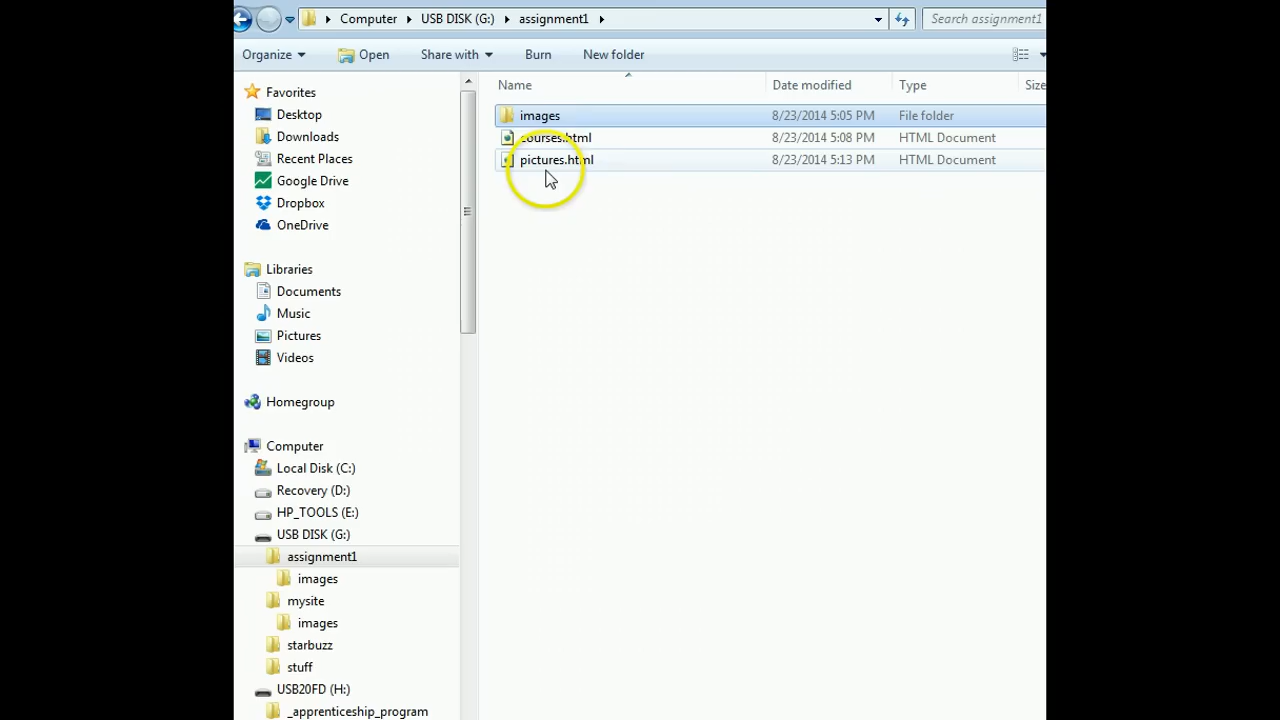 Computer USB DISK (G:) assignment1 Search assignment1
Organize Open Share with Burn New folder
Name Date modified Type Size
images 8/23/2014 5:05 PM File folder
courses.html 8/23/2014 5:08 PM HTML Document
pictures.html 8/23/2014 5:13 PM HTML Document
Favorites
Desktop
Downloads
Recent Places
Google Drive
Dropbox
OneDrive
Libraries
Documents
Music
Pictures
Videos
Homegroup
Computer
Local Disk (C:)
Recovery (D:)
HP_TOOLS (E:)
USB DISK (G:)
assignment1
images
mysite
images
starbuzz
stuff
USB20FD (H:)
_apprenticeship_program